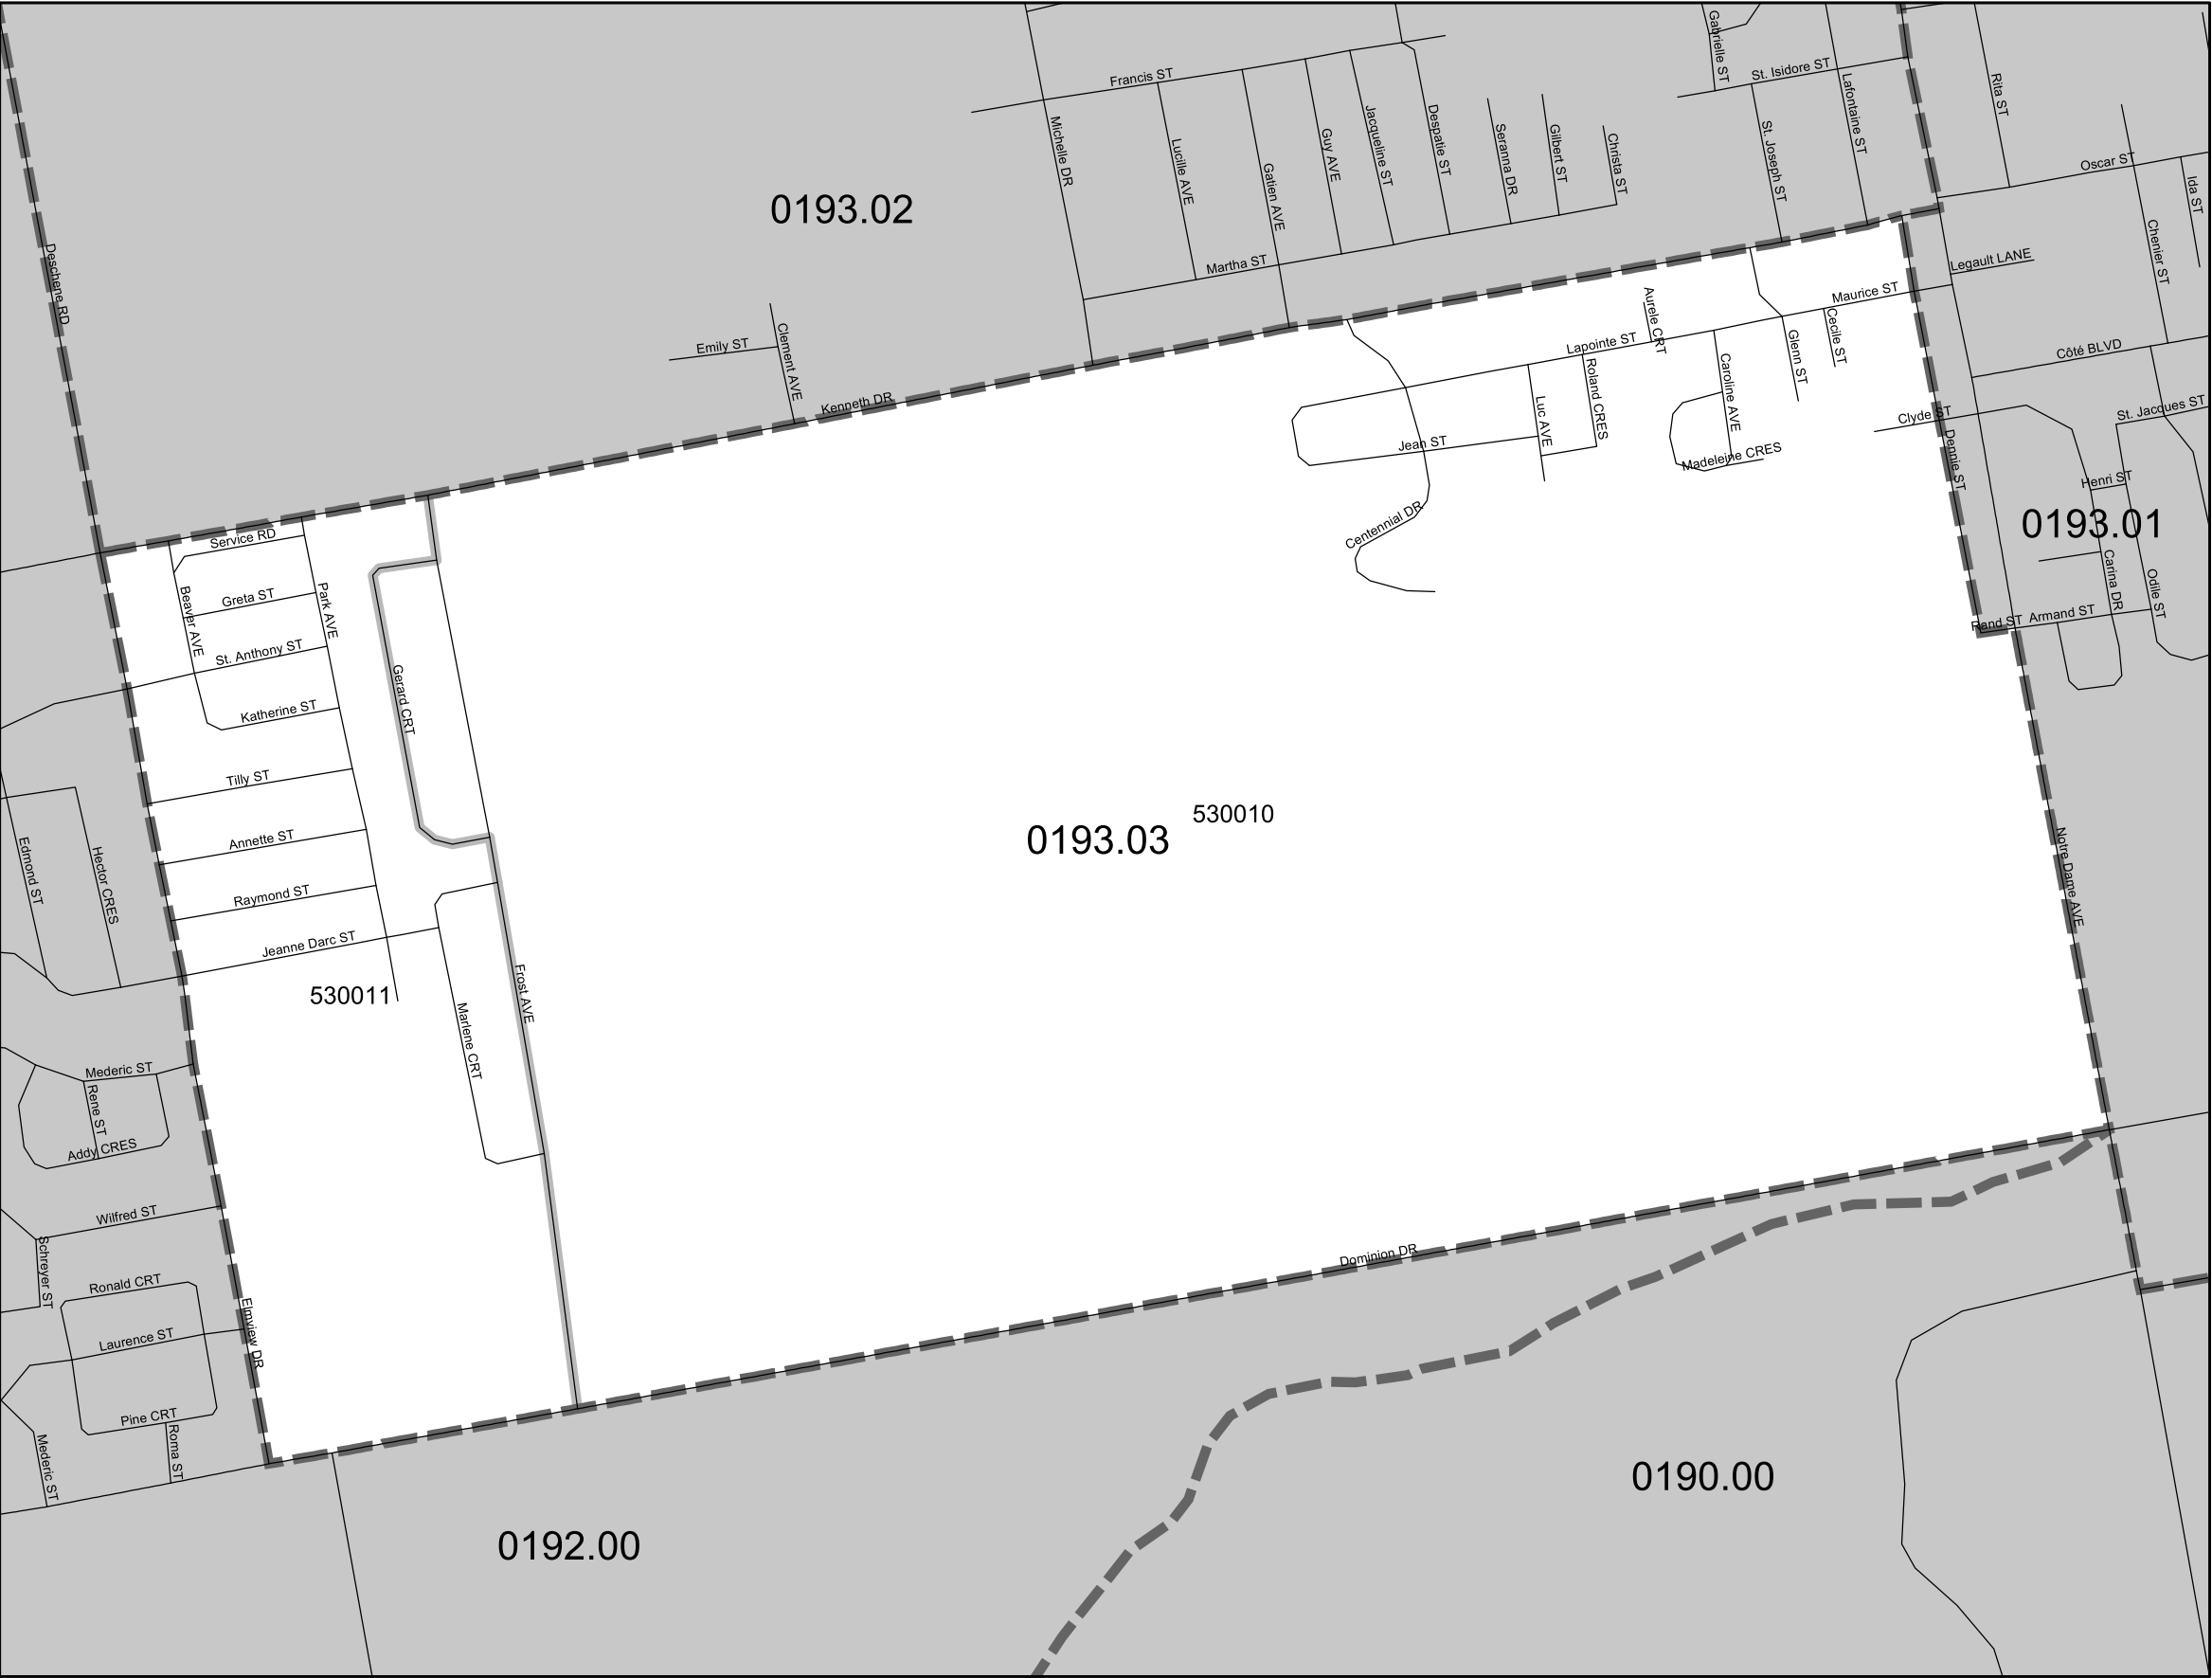 Gabrielle ST
Francis ST
St. Isidore ST
Rita ST
Michelle DR
Lucille AVE
Gatien AVE
Guy AVE
Jacqueline ST
Despatie ST
Seranna DR
Gilbert ST
Christa ST
St. Joseph ST
Lafontaine ST
Oscar ST
Ida ST
0193.02
Deschene RD
Martha ST
Chenier ST
Legault LANE
Maurice ST
Emily ST
Clement AVE
Kenneth DR
Aurele CRT
Lapointe ST
Roland CRES
Luc AVE
Jean ST
Caroline AVE
Glenn ST
Cecile ST
Madeleine CRES
Côté BLVD
Clyde ST
St. Jacques ST
Dennie ST
Henri ST
0193.01
Centennial DR
Service RD
Greta ST
Beaver AVE
Park AVE
St. Anthony ST
Katherine ST
Gerard CRT
Carina DR
Odile ST
Rand ST
Armand ST
Tilly ST
Annette ST
Raymond ST
Jeanne Darc ST
Edmond ST
Hector CRES
530010
0193.03
Notre Dame AVE
530011
Frost AVE
Marlene CRT
Mederic ST
Rene ST
Addy CRES
Wilfred ST
Schreyer ST
Ronald CRT
Laurence ST
Elmview DR
Dominion DR
Pine CRT
Roma ST
Mederic ST
0190.00
0192.00